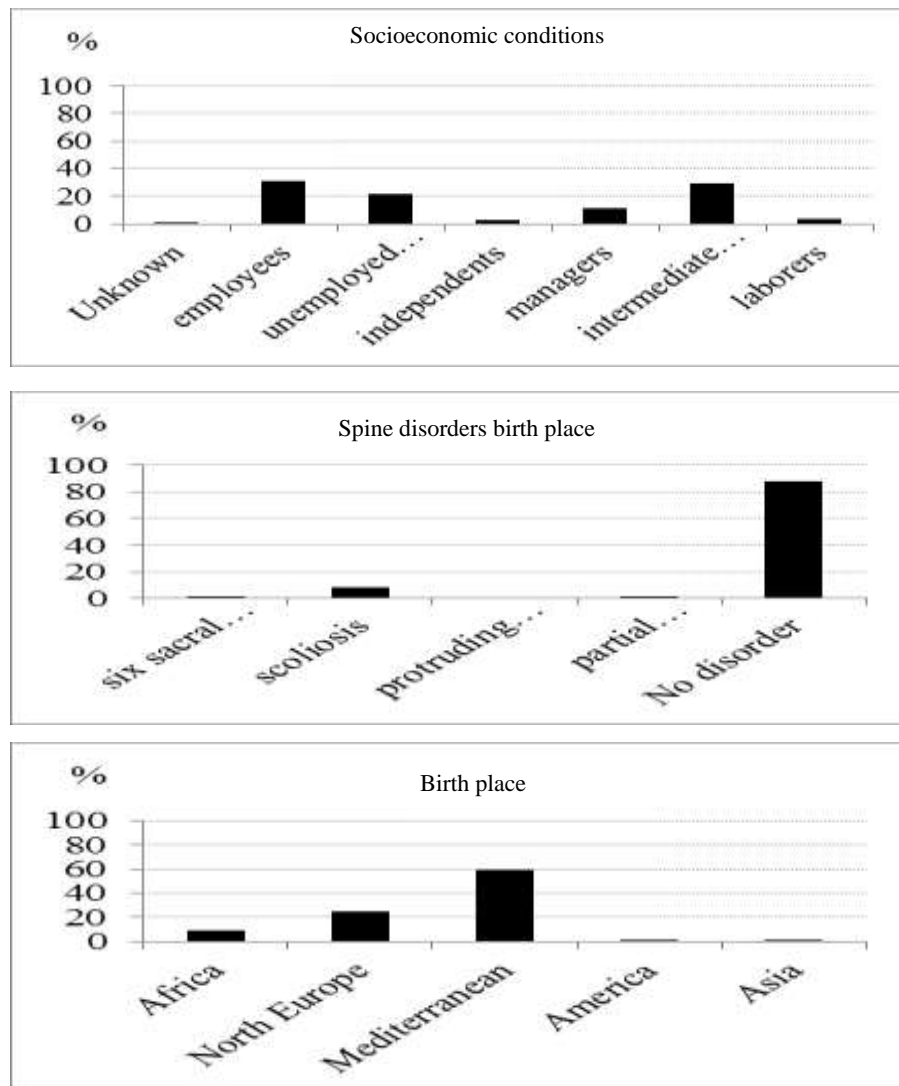 Socioeconomic conditions
%
100
80
60
40
20
0
Unknown
employees
unemployed...
independents
managers
intermediate...
laborers
Spine disorders birth place
%
100
80
60
40
20
0
six sacral...
scoliosis
protruding...
partial...
No disorder
Birth place
%
100
80
60
40
20
0
Africa
North Europe
Mediterranean
America
Asia